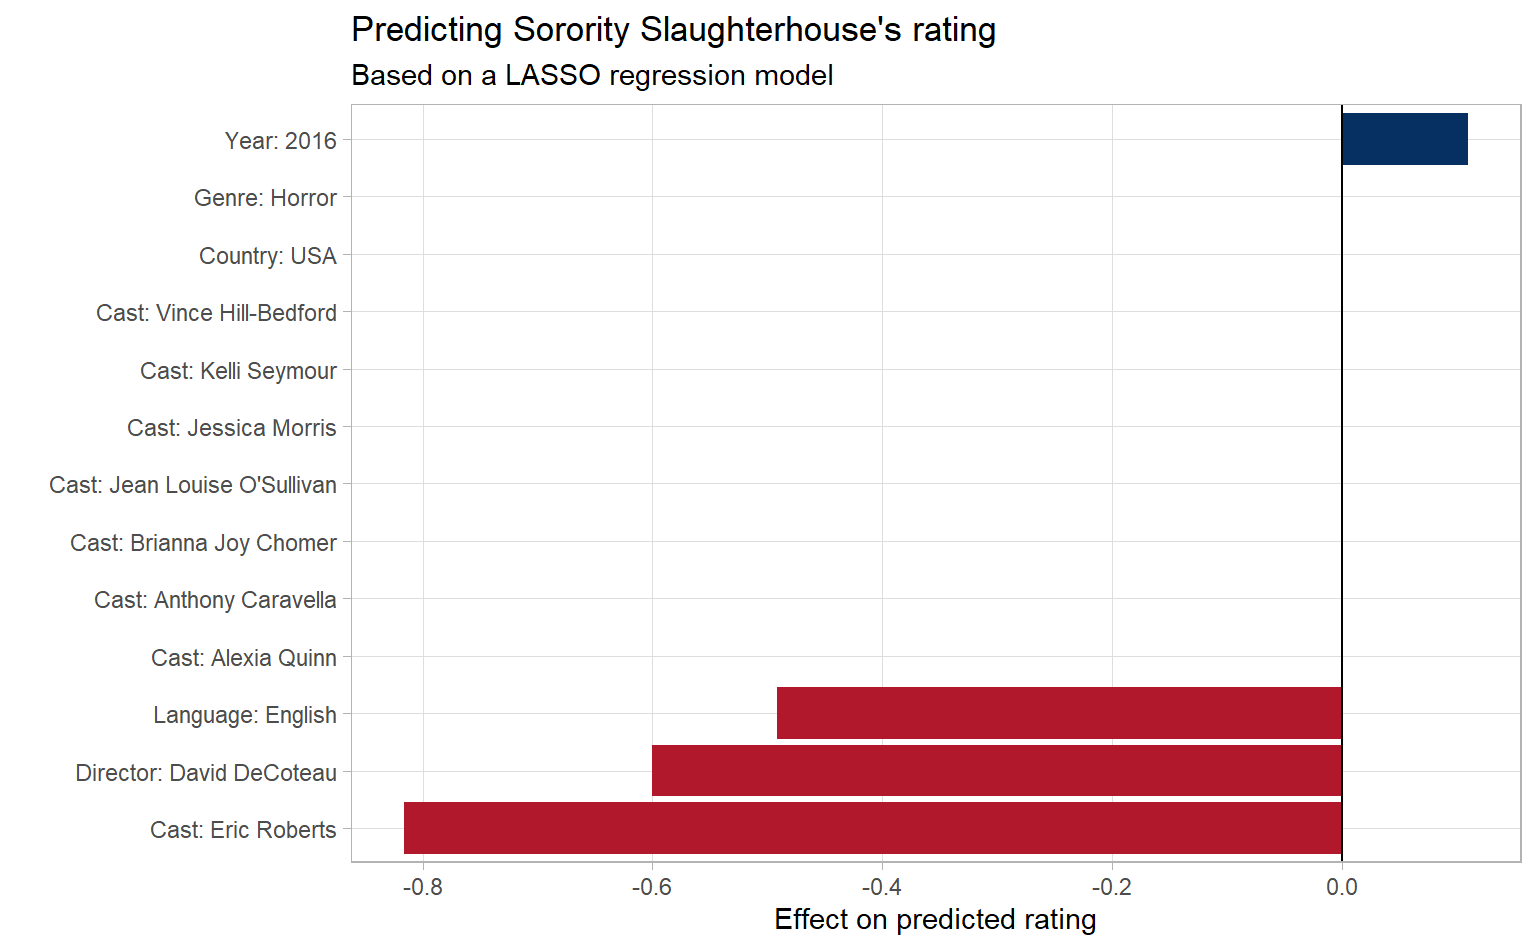 Predicting Sorority Slaughterhouse's rating
Based on a LASSO regression model
Year: 2016
Genre: Horror
Country: USA
Cast: Vince Hill-Bedford
Cast: Kelli Seymour
Cast: Jessica Morris
Cast: Jean Louise O'Sullivan
Cast: Brianna Joy Chomer
Cast: Anthony Caravella
Cast: Alexia Quinn
Language: English
Director: David DeCoteau
Cast: Eric Roberts
-0.8 -0.6 -0.4 -0.2 0.0
Effect on predicted rating